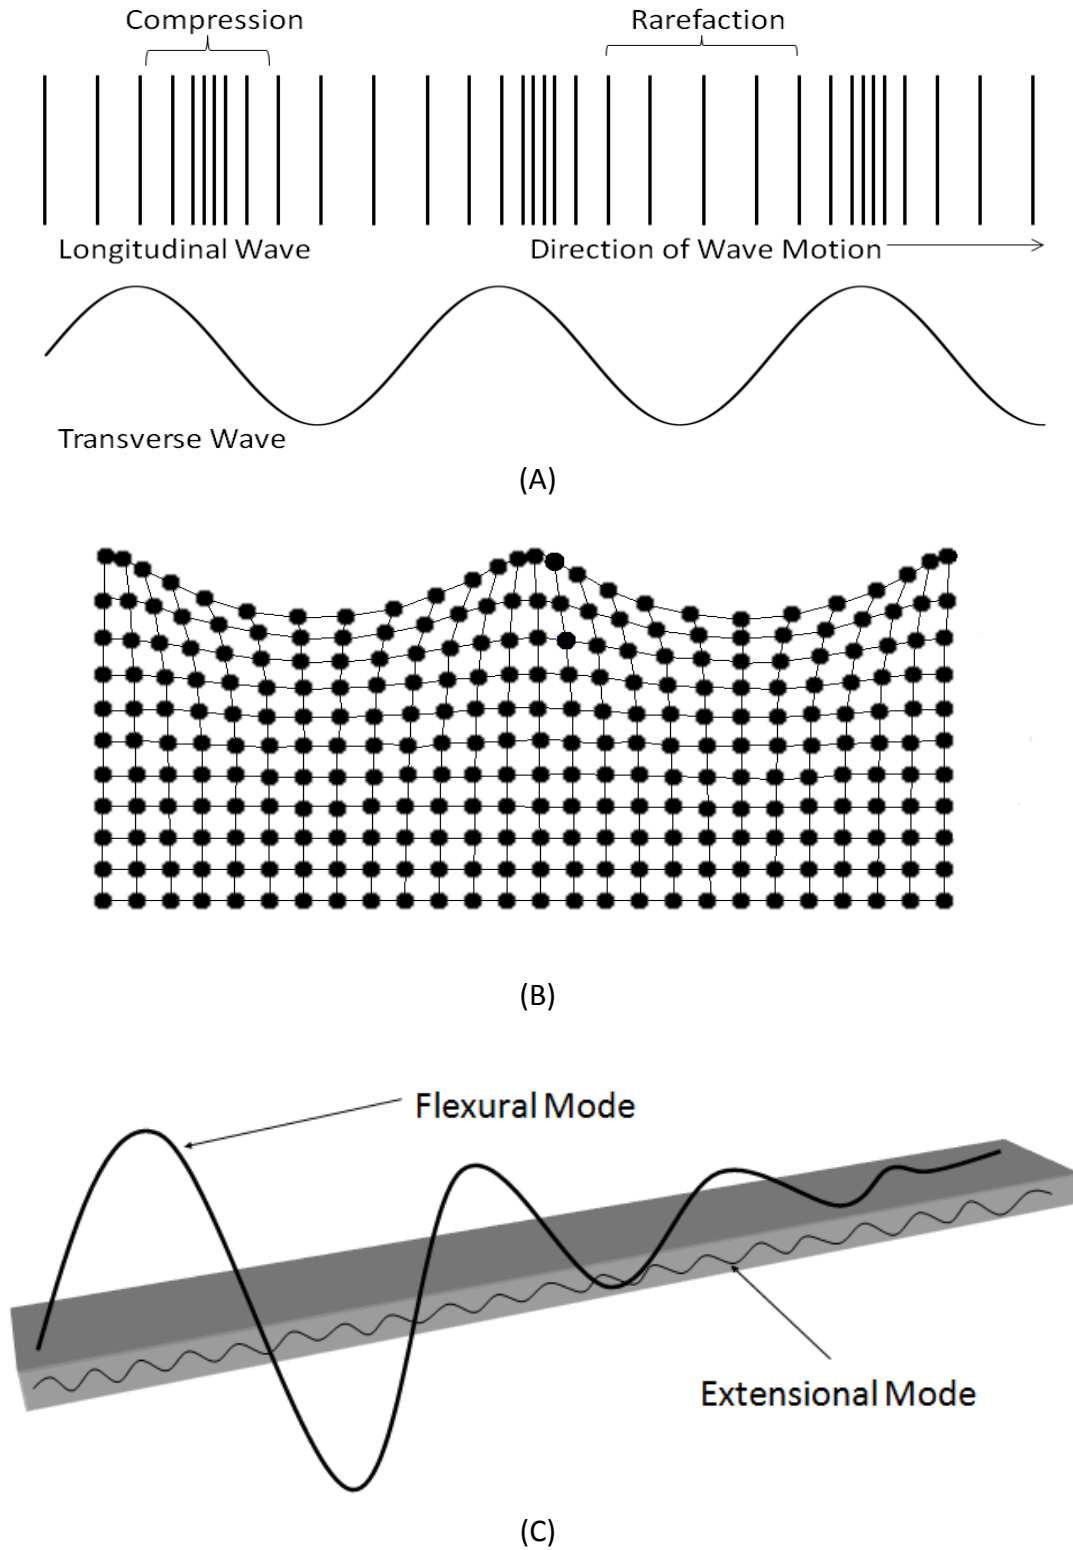 Compression
Rarefaction
Longitudinal Wave
Direction of Wave Motion
Transverse Wave
(A)
(B)
Flexural Mode
Extensional Mode
(C)